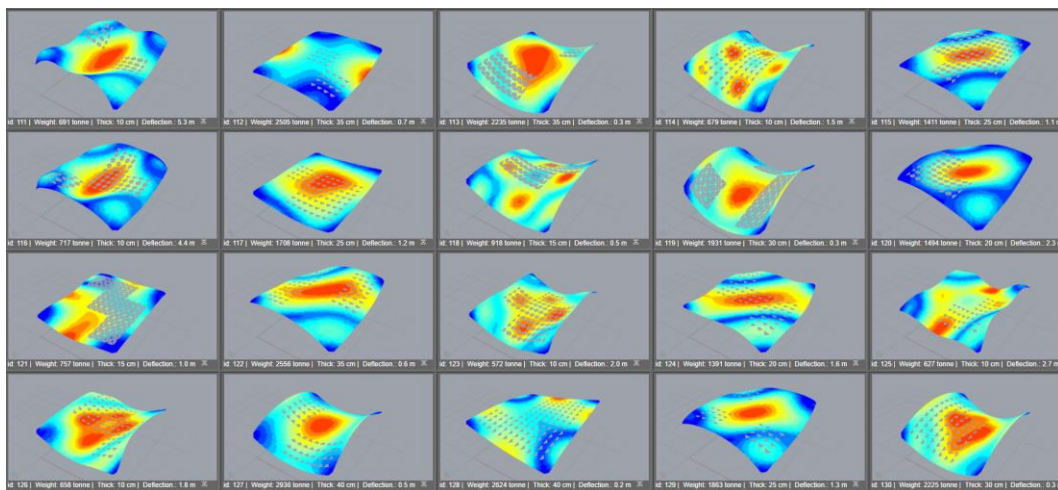 id: 111 | Weight: 691 tonne | Thick: 10 cm | Deflection.: 5.3 m
id: 112 | Weight: 2505 tonne | Thick: 35 cm | Deflection.: 0.7 m
id: 113 | Weight: 2235 tonne | Thick: 35 cm | Deflection.: 0.3 m
id: 114 | Weight: 679 tonne | Thick: 10 cm | Deflection.: 1.5 m
id: 115 | Weight: 1411 tonne | Thick: 25 cm | Deflection.: 1.1 m
id: 116 | Weight: 717 tonne | Thick: 10 cm | Deflection.: 4.4 m
id: 117 | Weight: 1708 tonne | Thick: 25 cm | Deflection.: 1.2 m
id: 118 | Weight: 918 tonne | Thick: 15 cm | Deflection.: 0.5 m
id: 119 | Weight: 1931 tonne | Thick: 30 cm | Deflection.: 0.3 m
id: 120 | Weight: 1494 tonne | Thick: 20 cm | Deflection.: 2.3 m
id: 121 | Weight: 757 tonne | Thick: 15 cm | Deflection.: 1.0 m
id: 122 | Weight: 2556 tonne | Thick: 35 cm | Deflection.: 0.6 m
id: 123 | Weight: 572 tonne | Thick: 10 cm | Deflection.: 2.0 m
id: 124 | Weight: 1391 tonne | Thick: 20 cm | Deflection.: 1.6 m
id: 125 | Weight: 627 tonne | Thick: 10 cm | Deflection.: 2.7 m
id: 126 | Weight: 658 tonne | Thick: 10 cm | Deflection.: 1.8 m
id: 127 | Weight: 2938 tonne | Thick: 40 cm | Deflection.: 0.5 m
id: 128 | Weight: 2624 tonne | Thick: 40 cm | Deflection.: 0.2 m
id: 129 | Weight: 1863 tonne | Thick: 25 cm | Deflection.: 1.3 m
id: 130 | Weight: 2225 tonne | Thick: 30 cm | Deflection.: 0.3